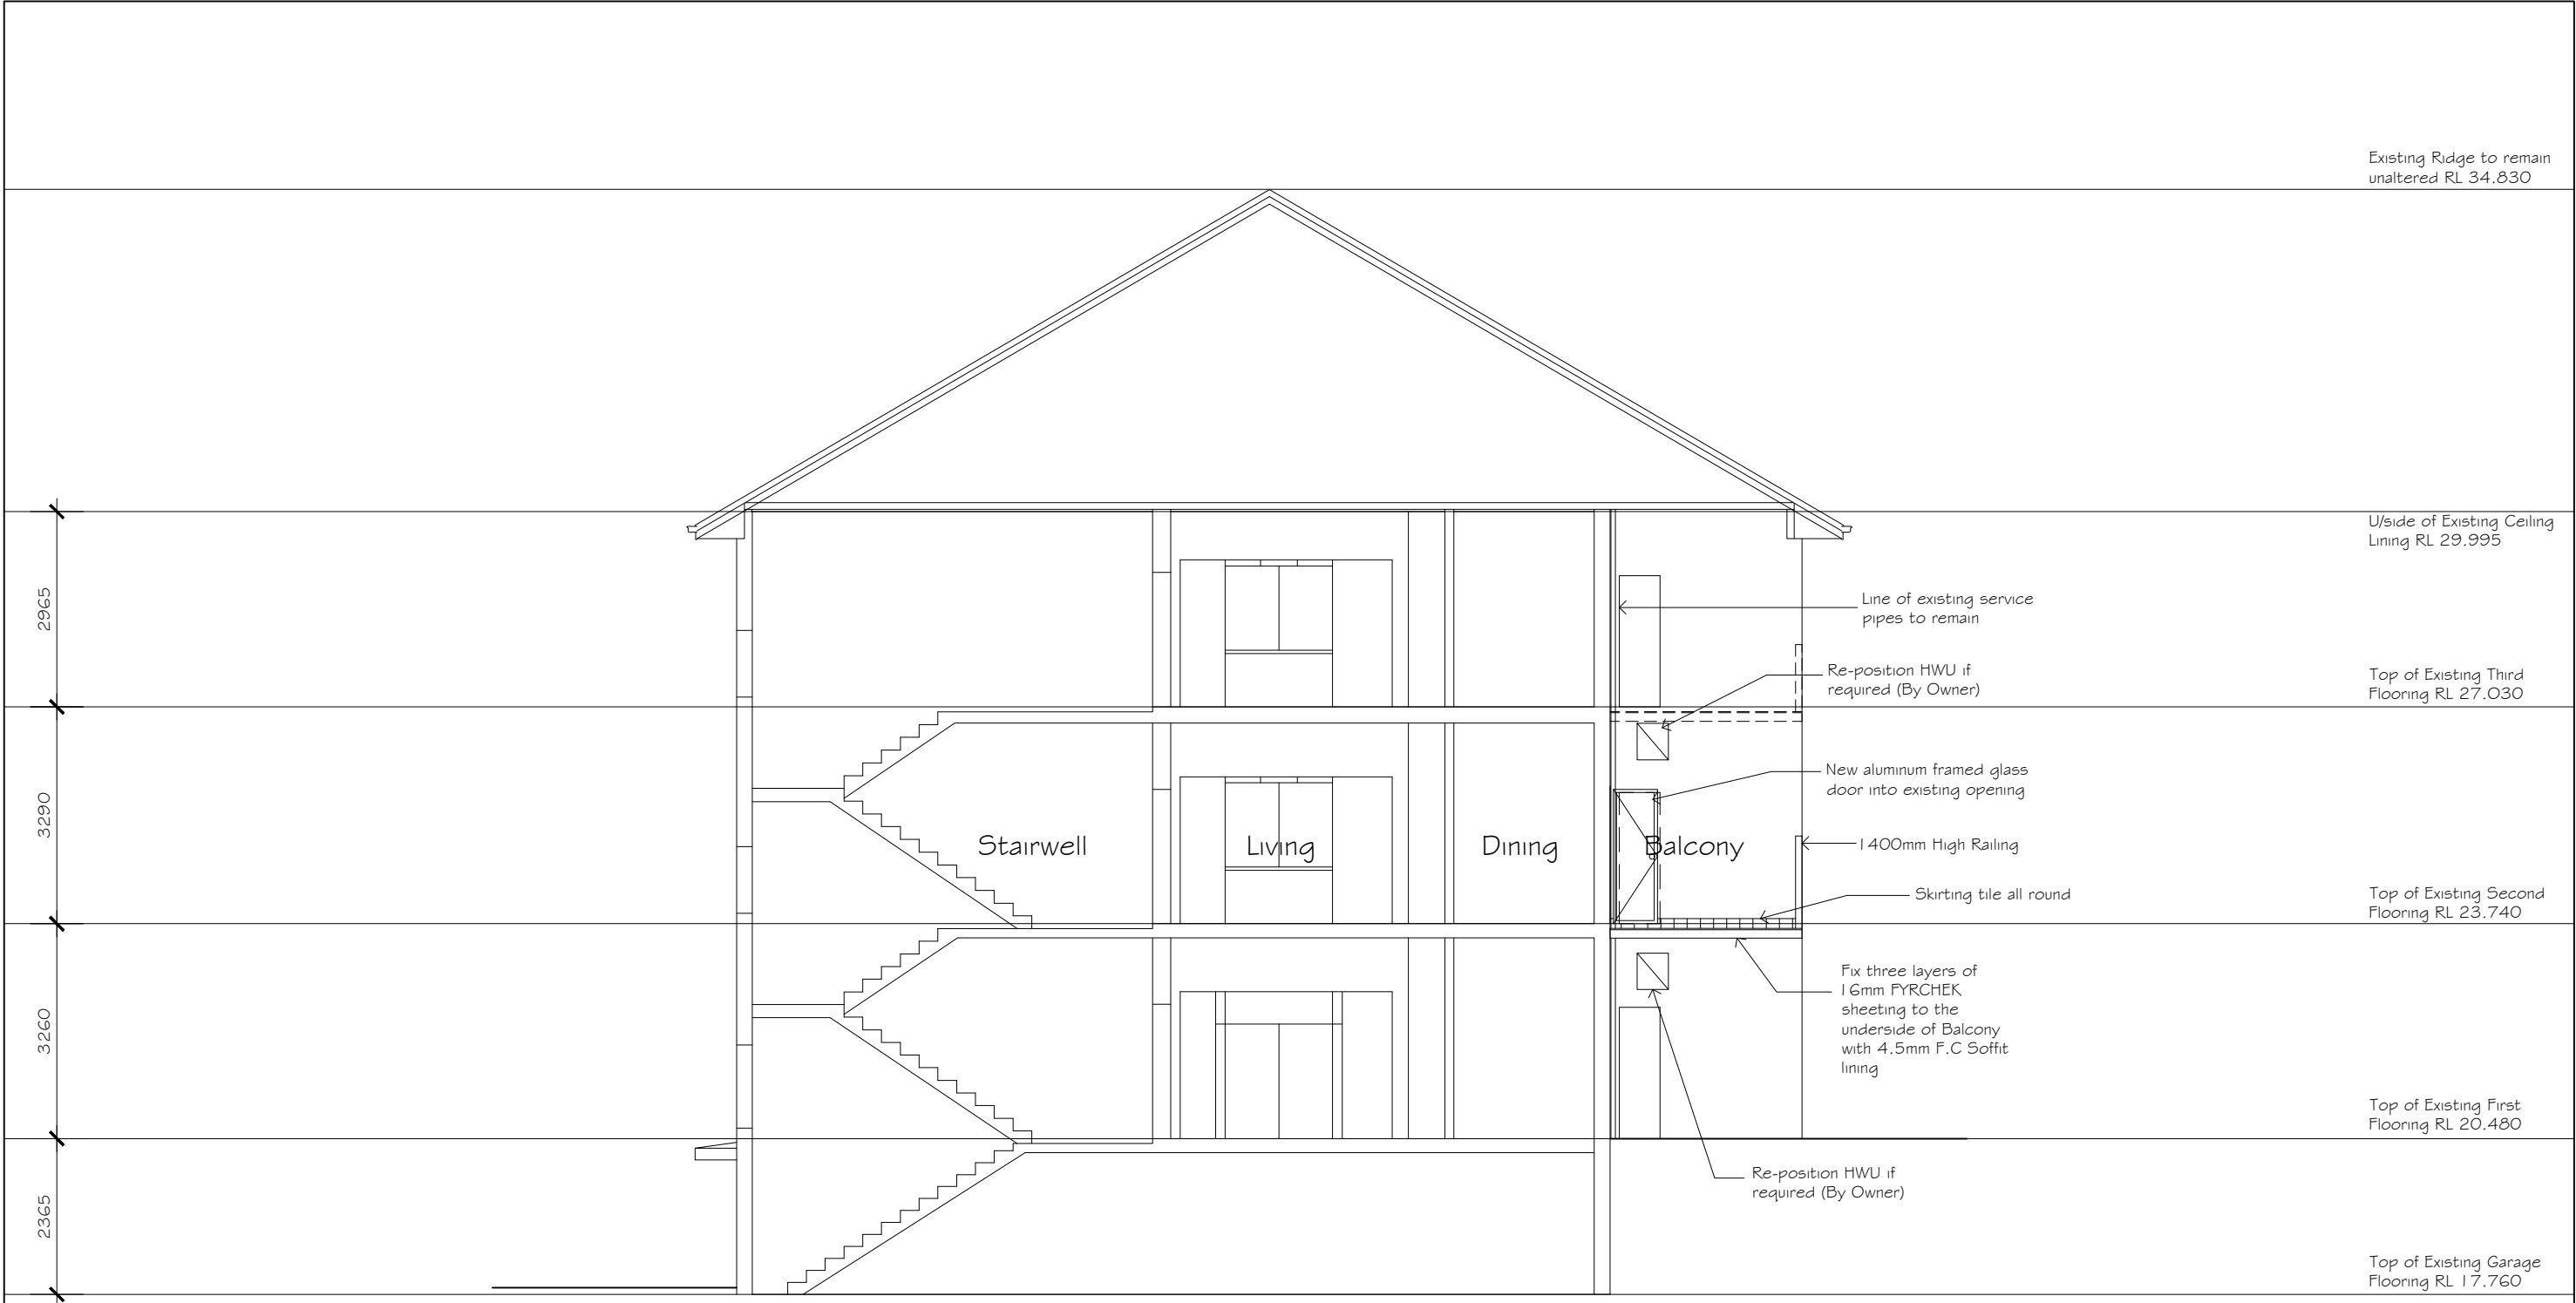 Existing Ridge to remain
unaltered RL 34.830
U/side of Existing Ceiling
Lining RL 29.995
2965
Line of existing service
pipes to remain
Re-position HWU if
required (By Owner)
Top of Existing Third
Flooring RL 27.030
3290
New aluminum framed glass
door into existing opening
Stairwell
Living
Dining
Balcony
1400mm High Railing
Skirting tile all round
Top of Existing Second
Flooring RL 23.740
3260
Fix three layers of
16mm FYRCHEK
sheeting to the
underside of Balcony
with 4.5mm F.C Soffit
lining
Top of Existing First
Flooring RL 20.480
2365
Re-position HWU if
required (By Owner)
Top of Existing Garage
Flooring RL 17.760